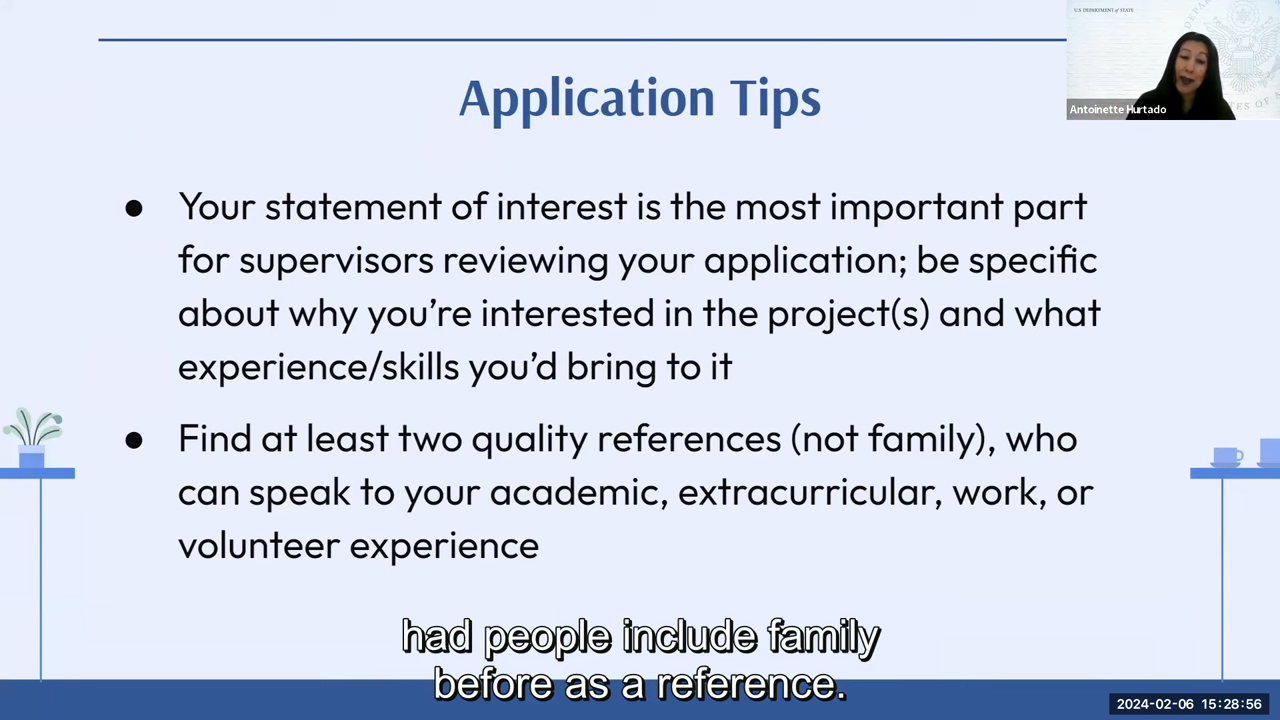 U.S. DEPARTMENT of STATE
Antoinette Hurtado
Application Tips
● Your statement of interest is the most important part
for supervisors reviewing your application; be specific
about why you’re interested in the project(s) and what
experience/skills you’d bring to it
● Find at least two quality references (not family), who
can speak to your academic, extracurricular, work, or
volunteer experience
had people include family
before as a reference.
2024-02-06 15:28:56